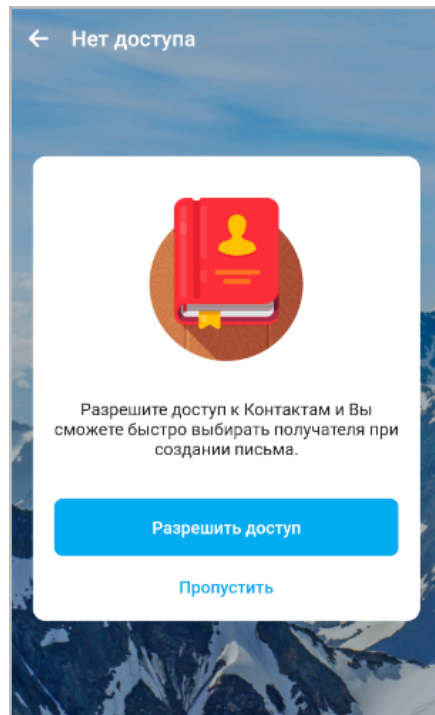 Нет доступа
Разрешите доступ к Контактам и Вы
сможете быстро выбирать получателя при
создании письма.
Разрешить доступ
Пропустить